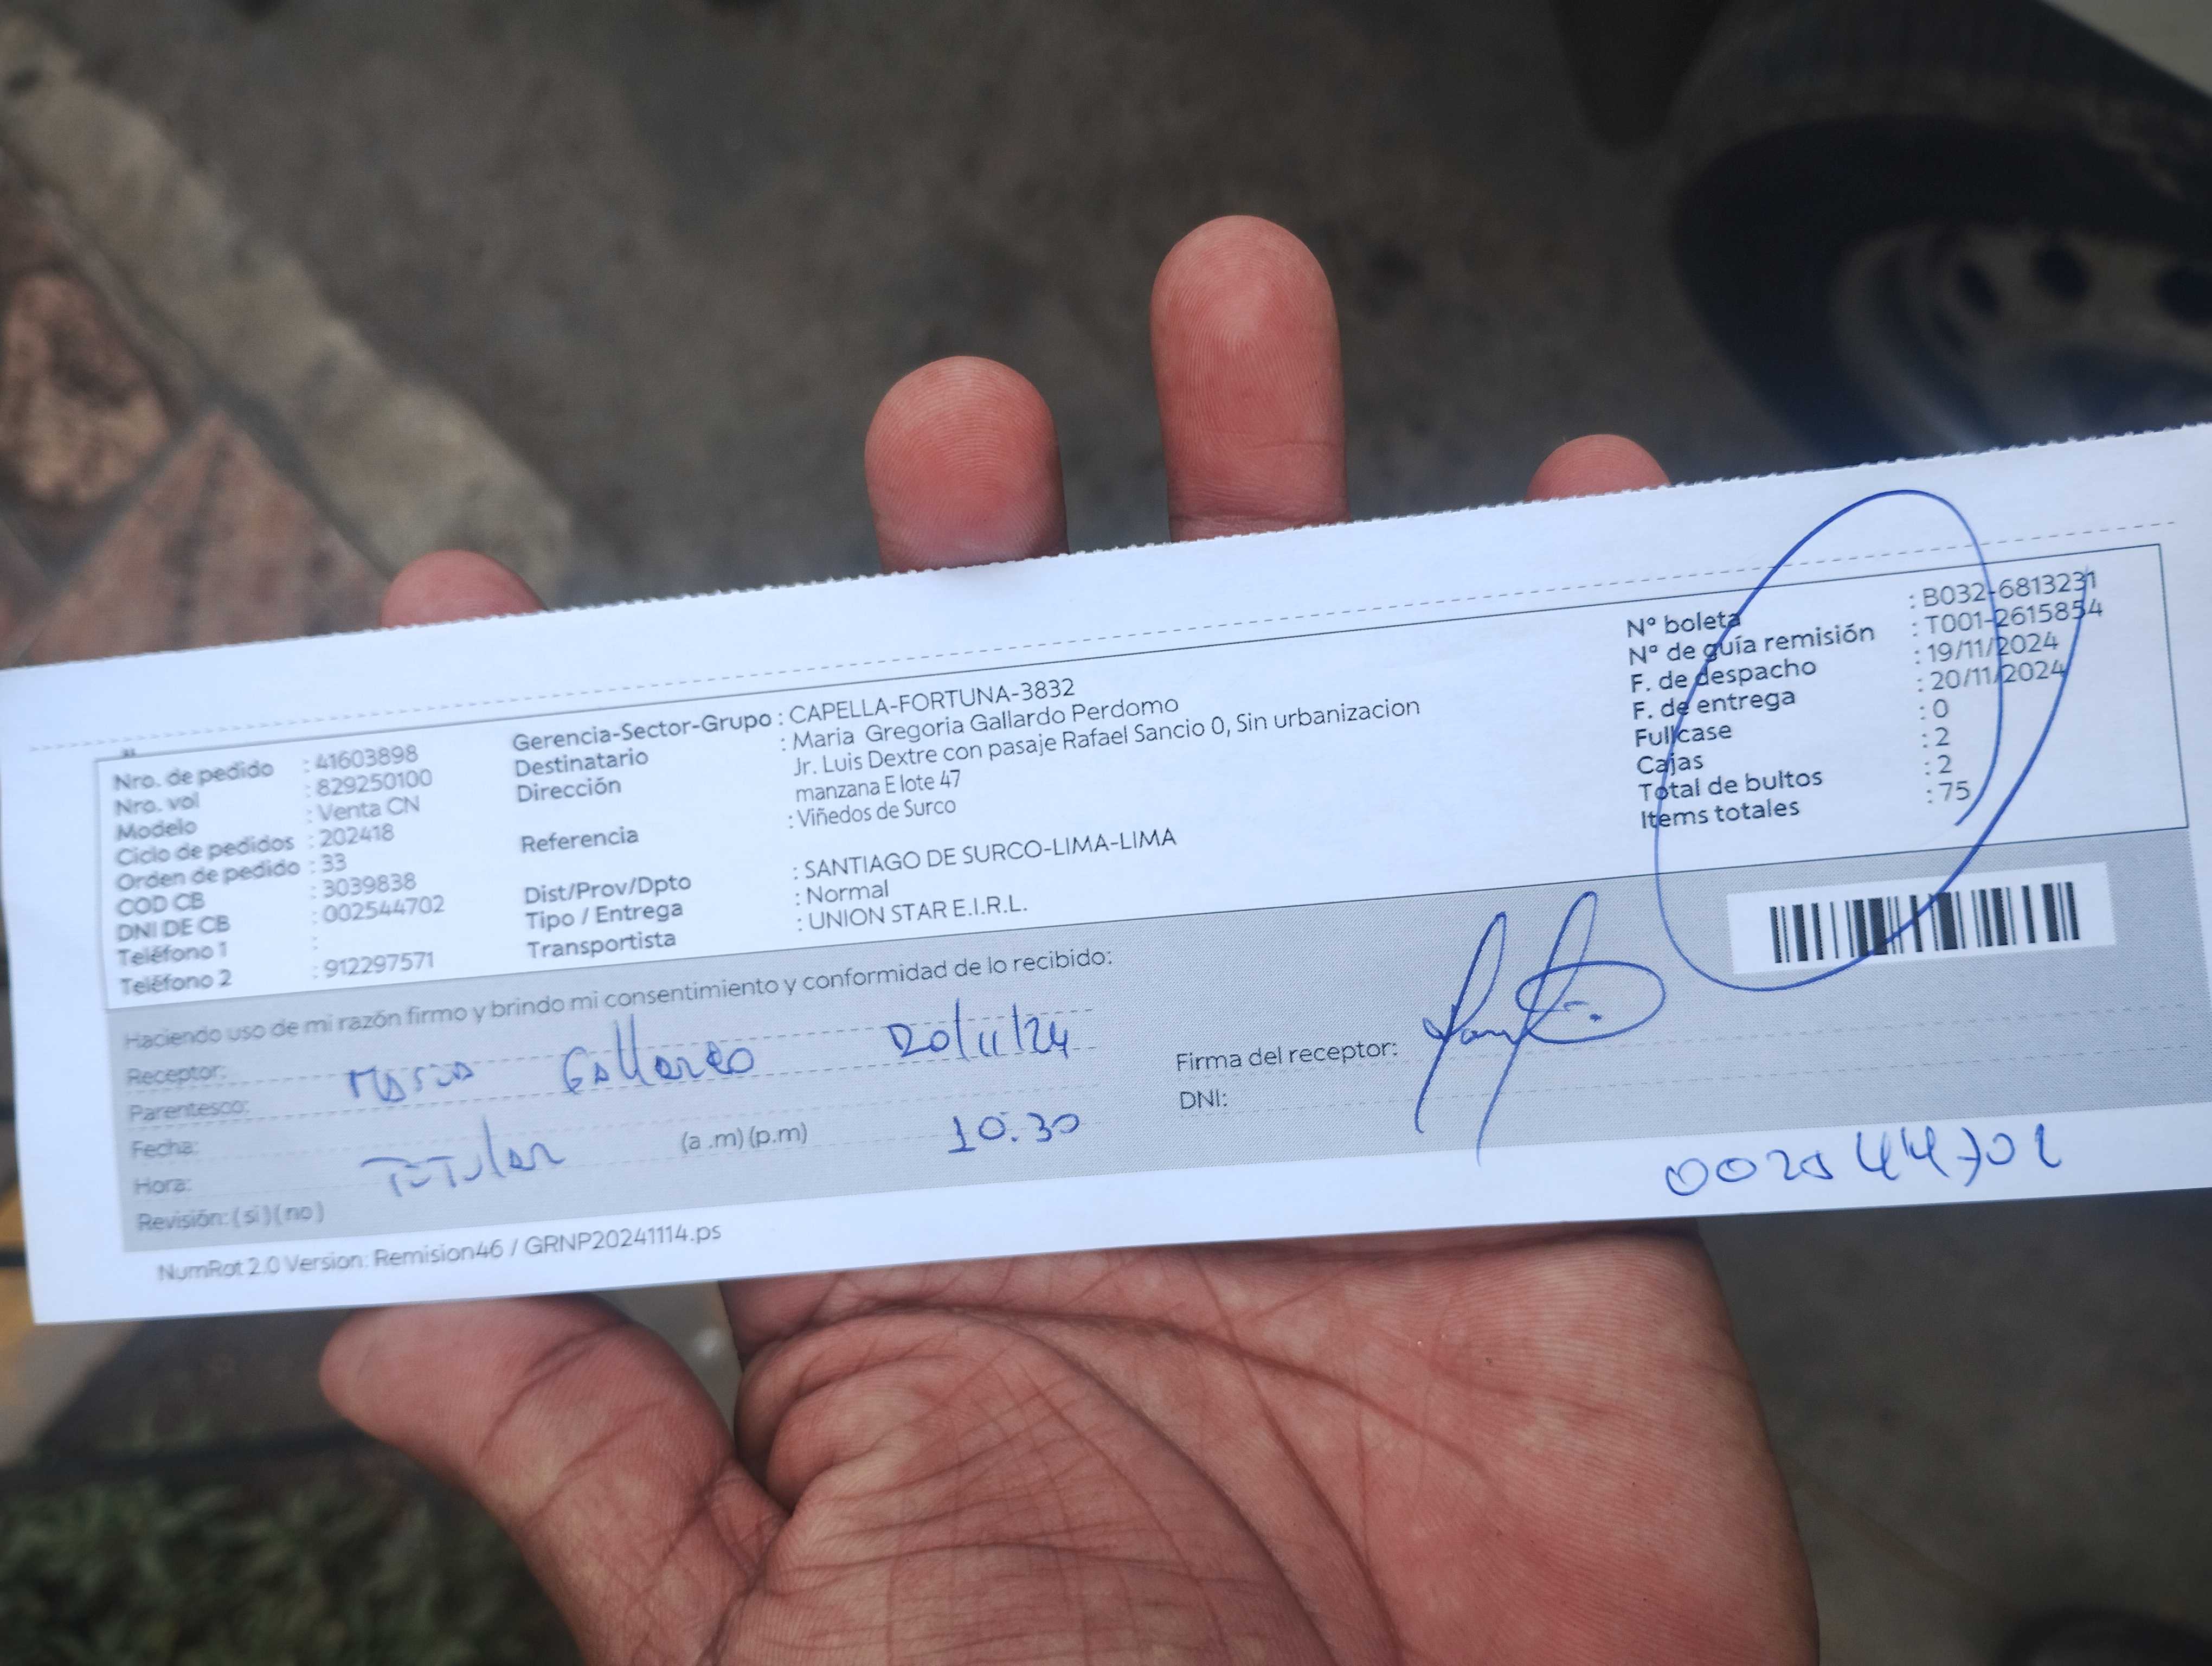 Nro. de pedido : 41603898
Nro. vol : 829250100
Modelo : Venta CN
Ciclo de pedidos : 202418
Orden de pedido : 33
COD CB : 3039838
DNI DE CB : 002544702
Teléfono 1 :
Teléfono 2 : 912297571
Gerencia-Sector-Grupo : CAPELLA-FORTUNA-3832
Destinatario : Maria Gregoria Gallardo Perdomo
Dirección Jr. Luis Dextre con pasaje Rafael Sancio 0, Sin urbanizacion
manzana E lote 47
Referencia : Viñedos de Surco
Dist/Prov/Dpto : SANTIAGO DE SURCO-LIMA-LIMA
Tipo / Entrega : Normal
Transportista : UNION STAR E.I.R.L.
N° boleta : B032-6813231
N° de guía remisión : T001-2615854
F. de despacho : 19/11/2024
F. de entrega : 20/11/2024
Fullcase : 0
Cajas : 2
Total de bultos : 2
Items totales : 75
Haciendo uso de mi razón firmo y brindo mi consentimiento y conformidad de lo recibido:
Receptor: Maria Gallardo 20/11/24
Parentesco:
Fecha: Titular (a .m) (p.m) 10:30
Hora:
Revisión: ( si ) ( no )
Firma del receptor:
DNI: 002544702
NumRot 2.0 Version: Remision46 / GRNP20241114.ps